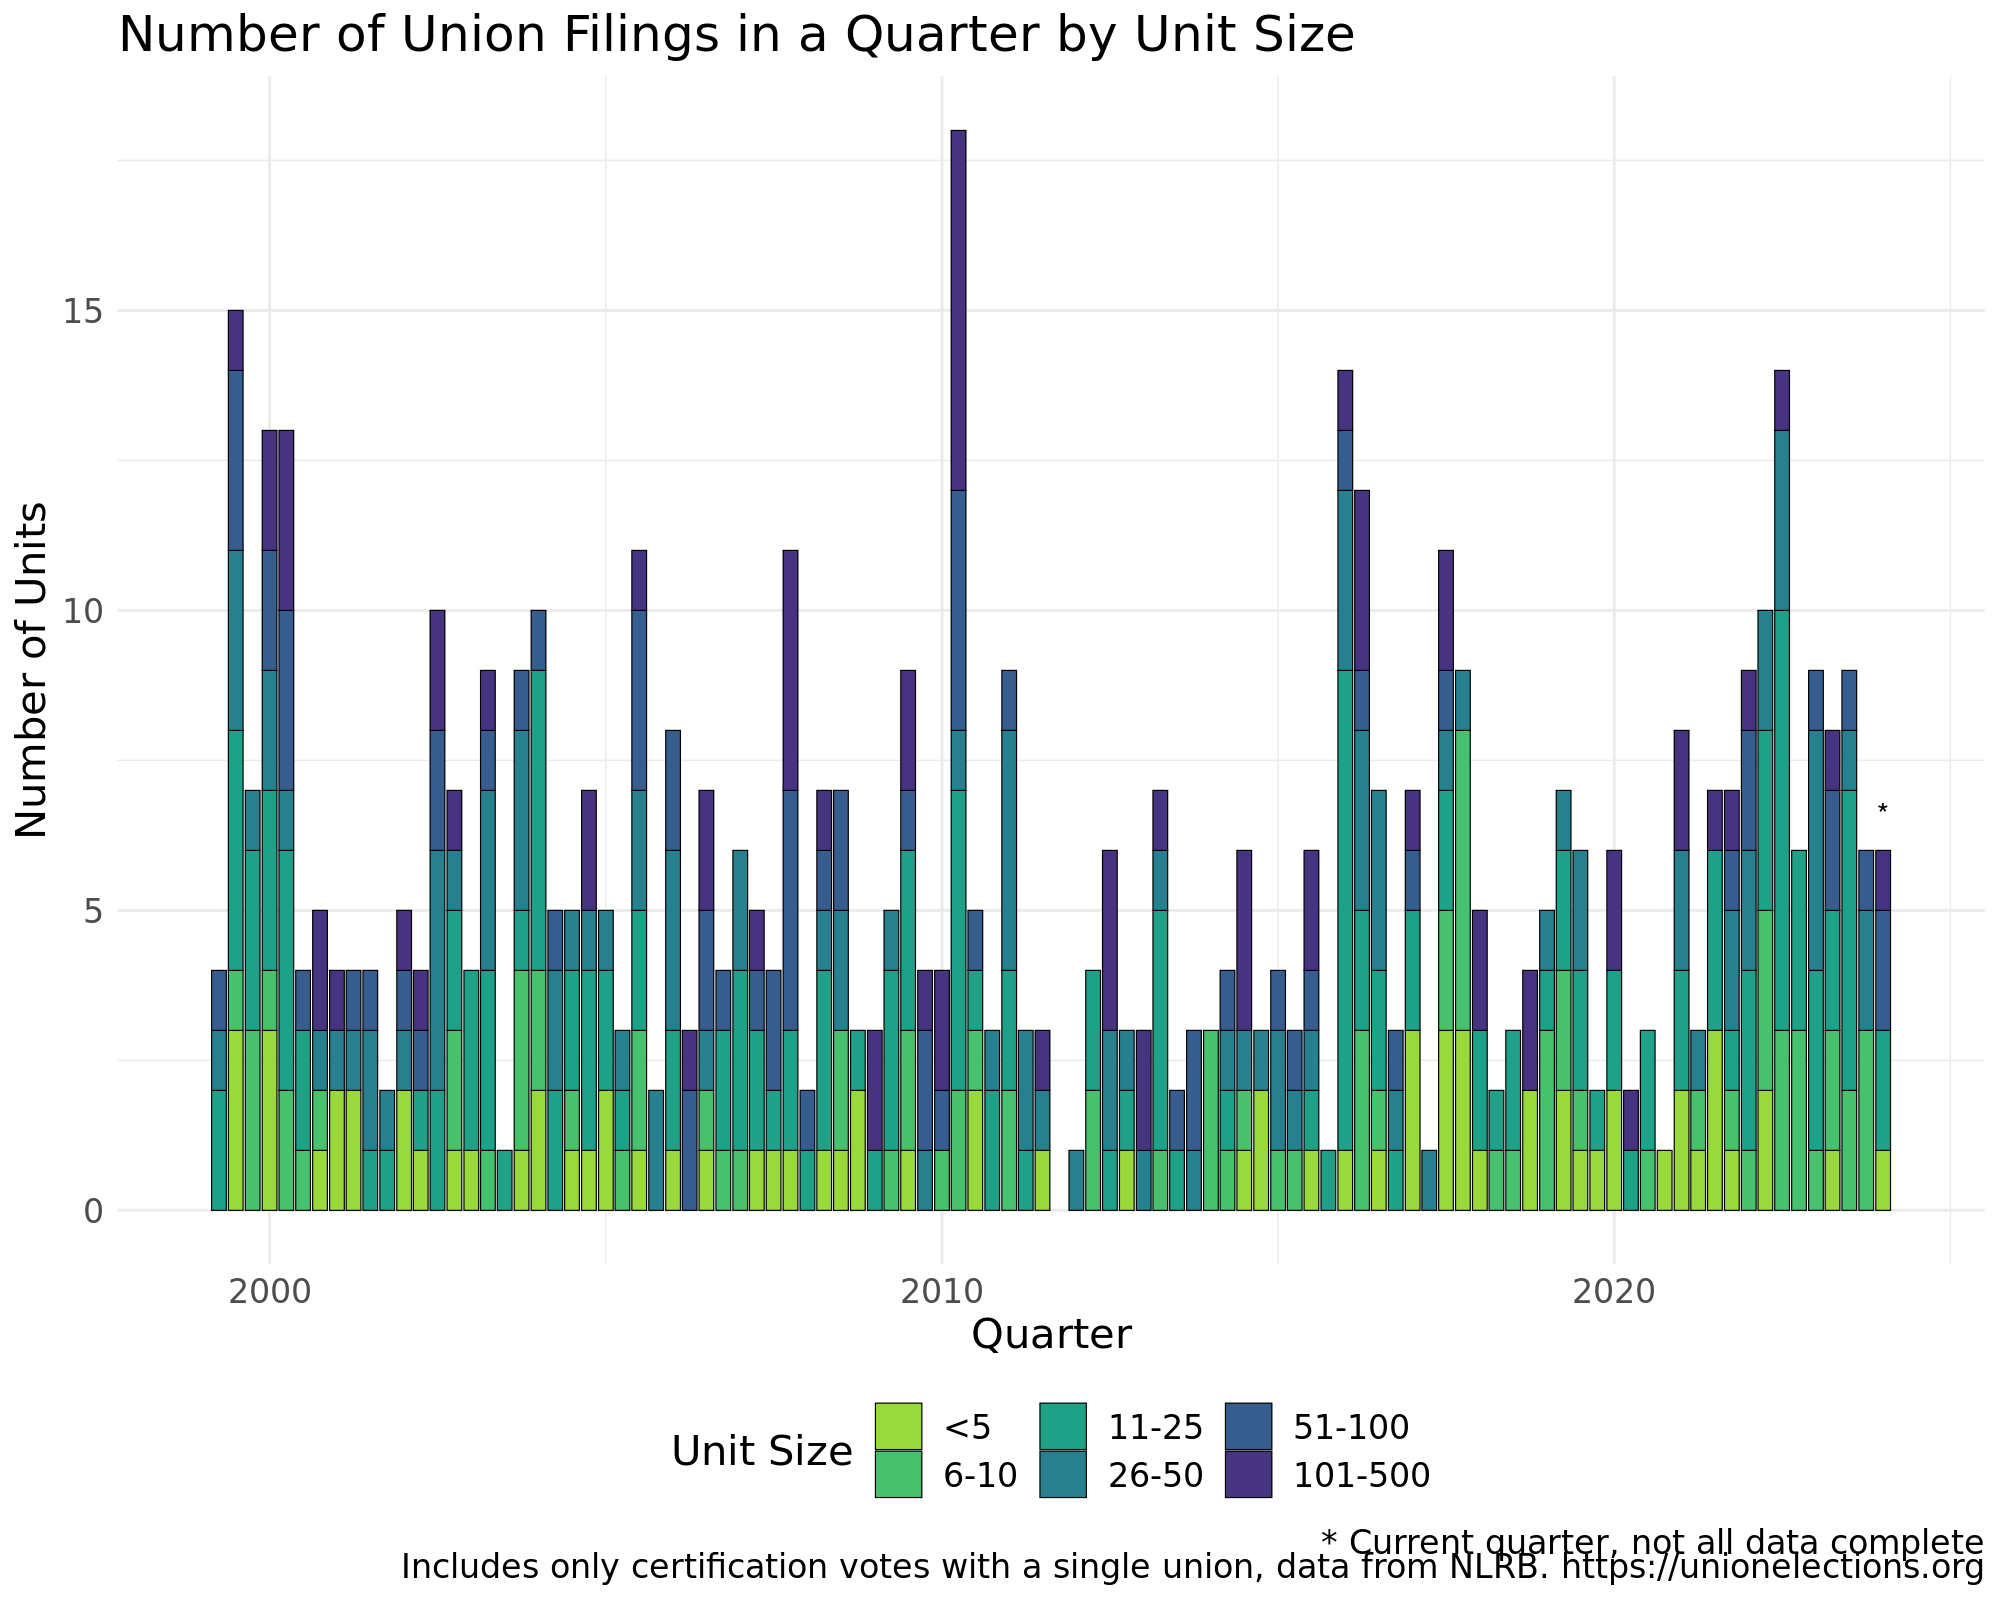 Number of Union Filings in a Quarter by Unit Size
Number of Units
15
10
5
0
*
2000 2010 2020
Quarter
Unit Size
<5 11-25 51-100
6-10 26-50 101-500
* Current quarter, not all data complete
Includes only certification votes with a single union, data from NLRB. https://unionelections.org